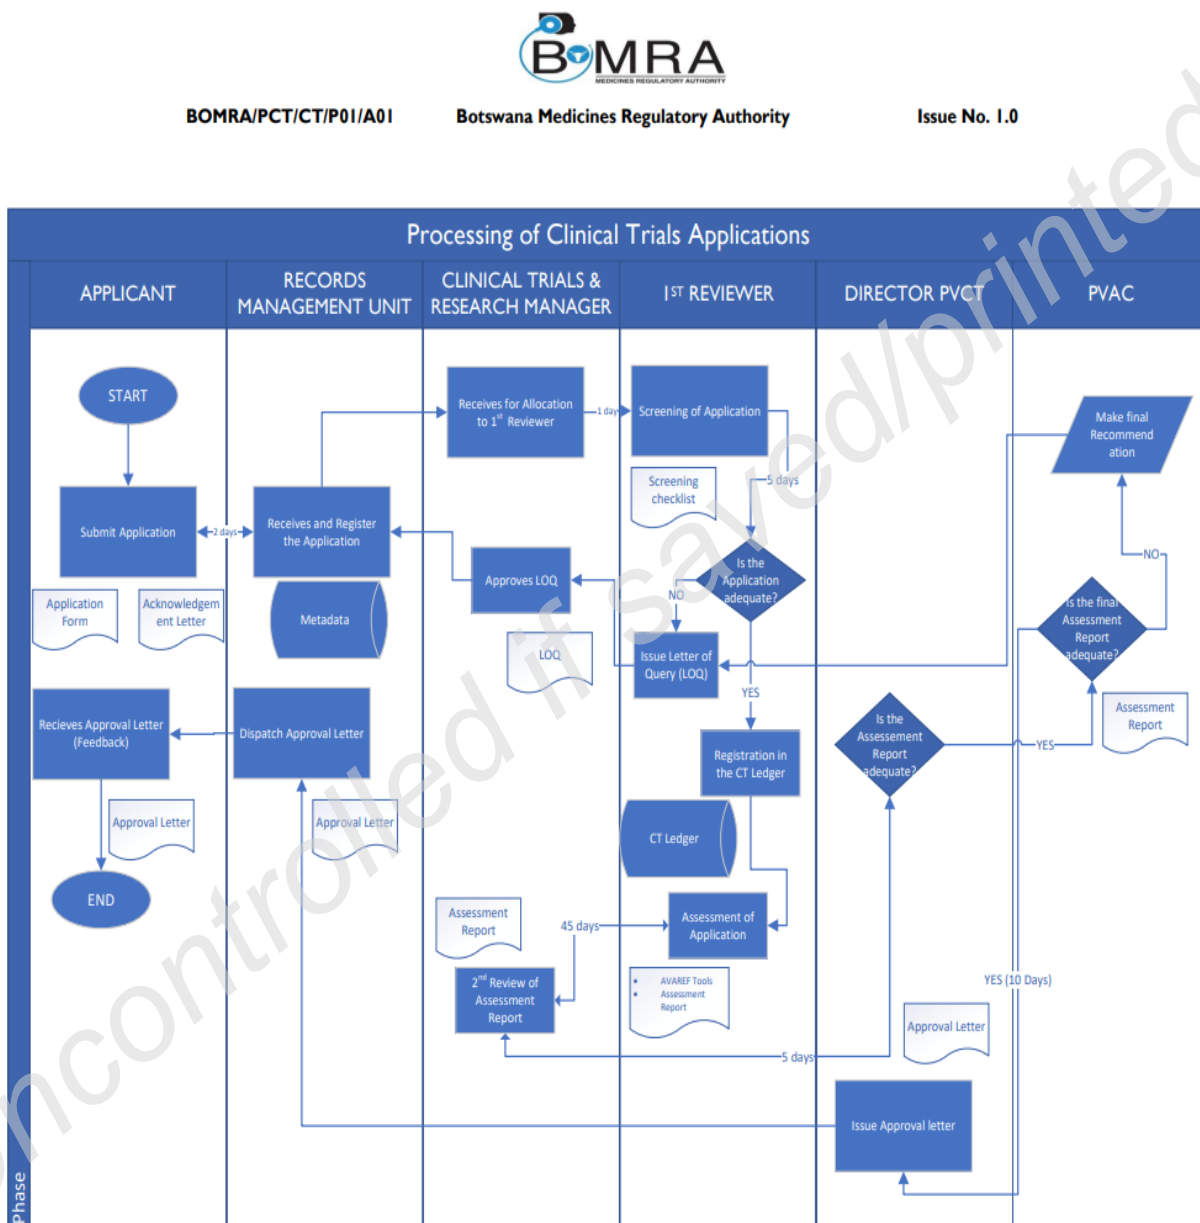 BOMRA
MEDICINES REGULATORY AUTHORITY
BOMRA/PCT/CT/P01/A01
Botswana Medicines Regulatory Authority
Issue No. 1.0
Processing of Clinical Trials Applications
APPLICANT
RECORDS
MANAGEMENT UNIT
CLINICAL TRIALS &
RESEARCH MANAGER
1ST REVIEWER
DIRECTOR PVCT
PVAC
START
Submit Application
2 days
Application
Form
Acknowledgem
ent Letter
Recieves Approval Letter
(Feedback)
Approval Letter
END
Receives and Register
the Application
Metadata
Dispatch Approval Letter
Approval Letter
Receives for Allocation
to 1st Reviewer
1 day
Approves LOQ
LOQ
Assessment
Report
45 days
2nd Review of
Assessment
Report
Screening of Application
5 days
Screening
checklist
Is the
Application
adequate?
NO
Issue Letter of
Query (LOQ)
YES
Registration in
the CT Ledger
CT Ledger
Assessment of
Application
AVAREF Tools
Assessment
Report
5 days
Is the
Assessement
Report
adequate?
YES
Approval Letter
Issue Approval letter
Make final
Recommend
ation
NO
Is the final
Assessment
Report
adequate?
Assessment
Report
YES (10 Days)
Phase
ncontrolled if saved/printed